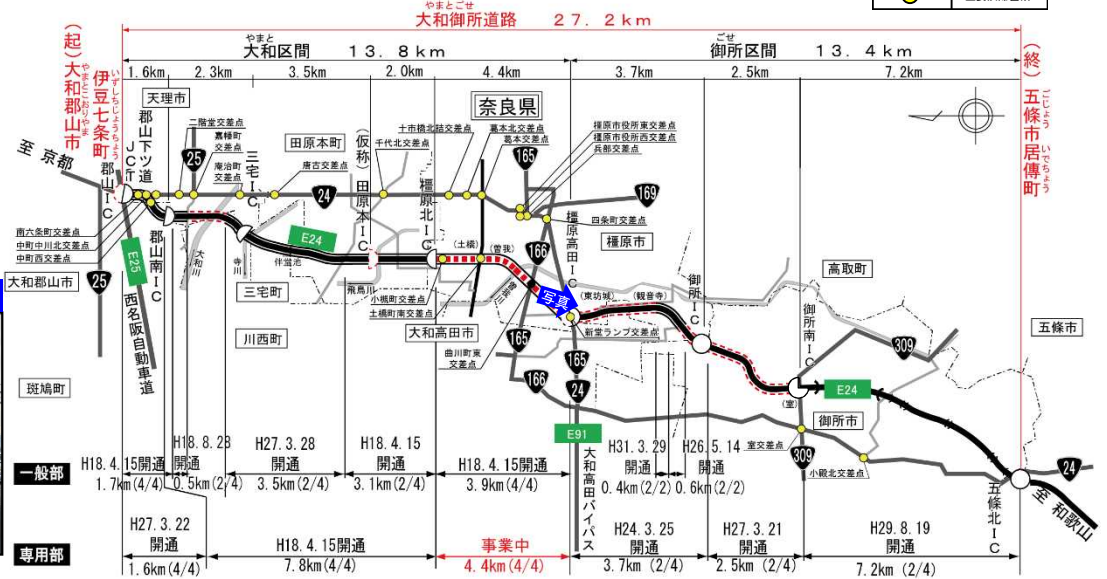 やまとごせ
大和御所道路 27.2km
やまと
大和区間 13.8km
ごせ
御所区間 13.4km
1.6km
2.3km
3.5km
2.0km
4.4km
3.7km
2.5km
7.2km
(起)大和郡山市
やまとこおりやま
伊豆七条町
いずしちじょうちょう
(終)五條市居傳町
ごじょう
いでちょう
至 京都
天理市
奈良県
田原本町
二階堂交差点
嘉幡町
交差点
庵治町
交差点
唐古交差点
千代北交差点
十市橋北詰交差点
葛本北交差点
葛本交差点
橿原市役所東交差点
橿原市役所西交差点
兵部交差点
四条町交差点
郡山IC
郡山下ツ道
JCT
三宅IC
(仮称)田原本IC
橿原北IC
橿原高田IC
25
24
165
169
166
南六条町交差点
中町中川北交差点
中町西交差点
郡山南IC
大和川
寺川
伴堂池
飛鳥川
曽我川
E24
E25
西名阪自動車道
大和郡山市
25
斑鳩町
三宅町
川西町
(土橋)
(曽我)
小槻町交差点
土橋町南交差点
大和高田市
曲川町東
交差点
写真
橿原市
(東坊城)
(観音寺)
新堂ランプ交差点
165
166
165
24
E91
大和高田バイパス
御所IC
高取町
御所南IC
309
五條市
E24
(室)
御所市
室交差点
309
小殿北交差点
24
五條北IC
至 和歌山
一般部
H18.4.15開通
1.7km(4/4)
H18.8.28
開通
0.5km(2/4)
H27.3.28
開通
3.5km(2/4)
H18.4.15
開通
3.1km(2/4)
H18.4.15開通
3.9km(4/4)
H31.3.29
開通
0.4km(2/2)
H26.5.14
開通
0.6km(2/2)
専用部
H27.3.22
開通
1.6km(4/4)
H18.4.15開通
7.8km(4/4)
事業中
4.4km(4/4)
H24.3.25
開通
3.7km(2/4)
H27.3.21
開通
2.5km(2/4)
H29.8.19
開通
7.2km(2/4)